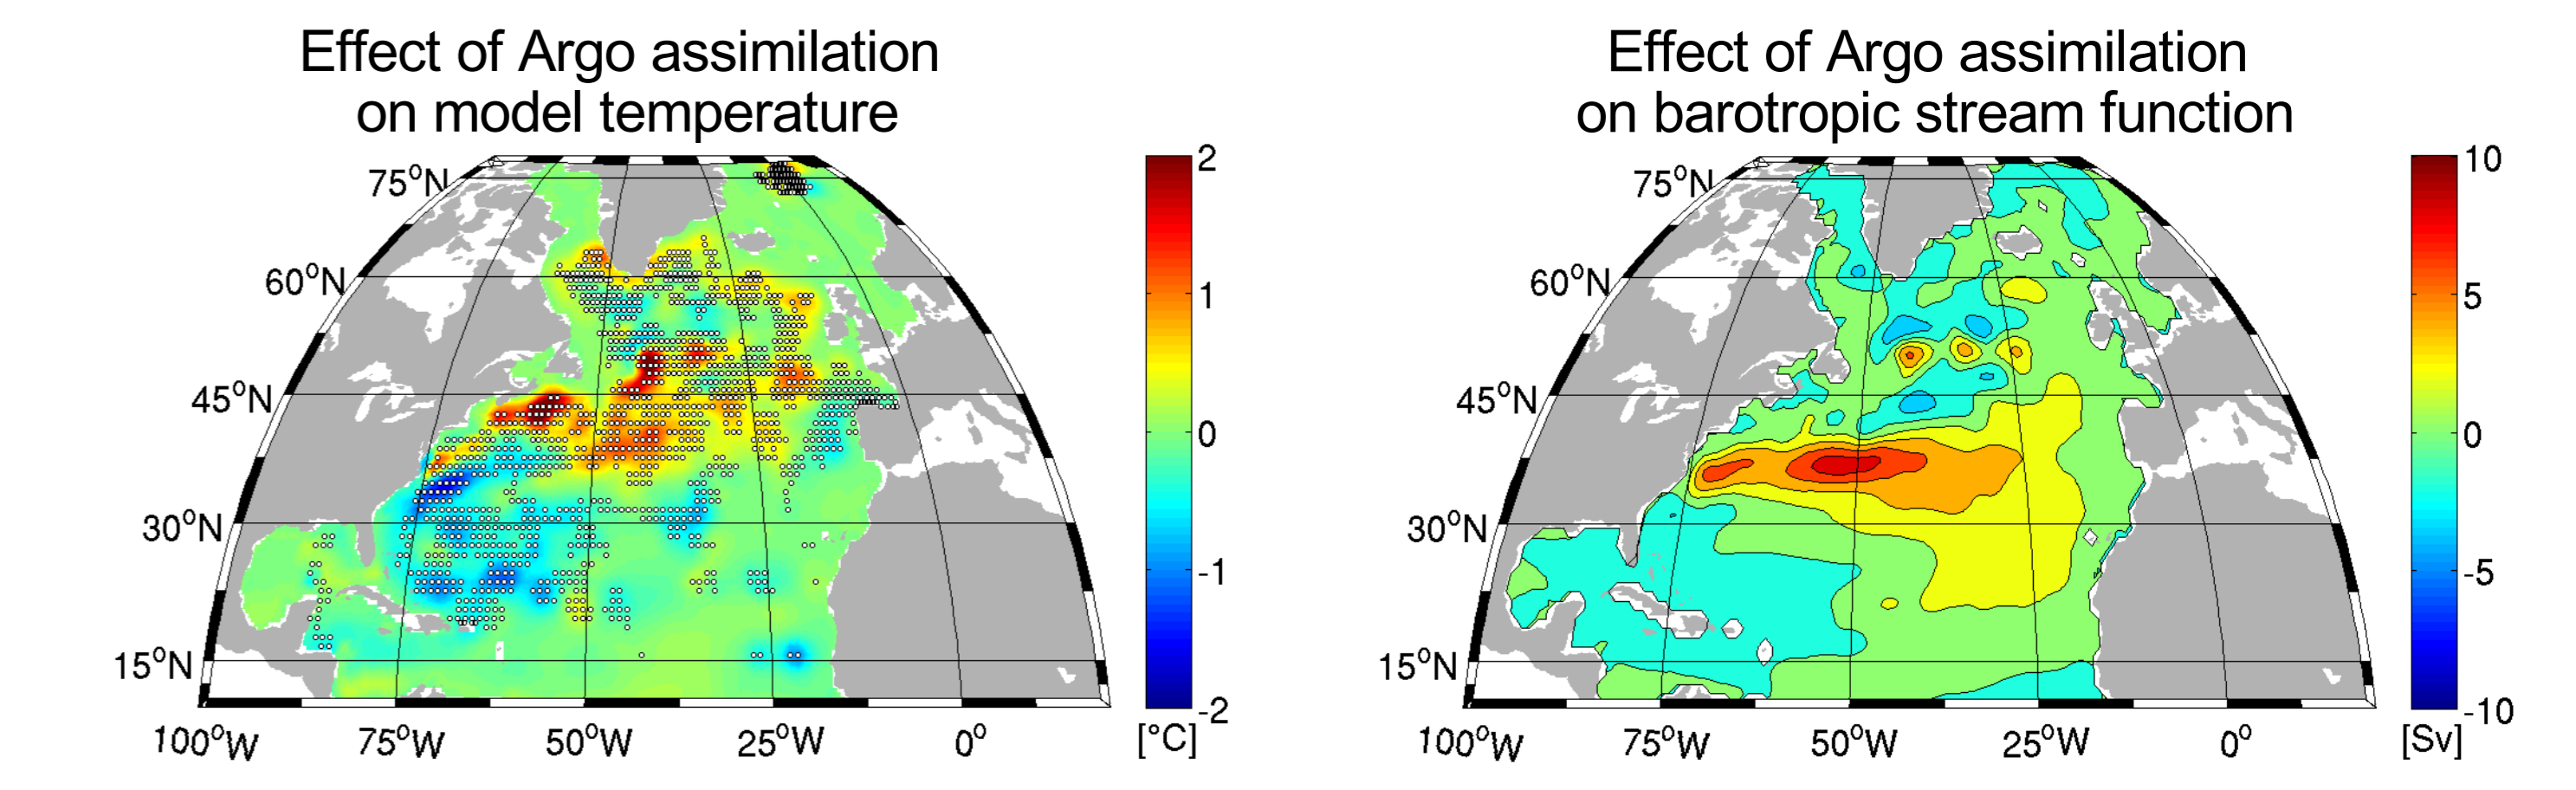 Effect of Argo assimilation
on model temperature
75°N
60°N
45°N
30°N
15°N
100°W
75°W
50°W
25°W
0°
2
1
0
-1
-2
[°C]
Effect of Argo assimilation
on barotropic stream function
75°N
60°N
45°N
30°N
15°N
100°W
75°W
50°W
25°W
0°
10
5
0
-5
-10
[Sv]